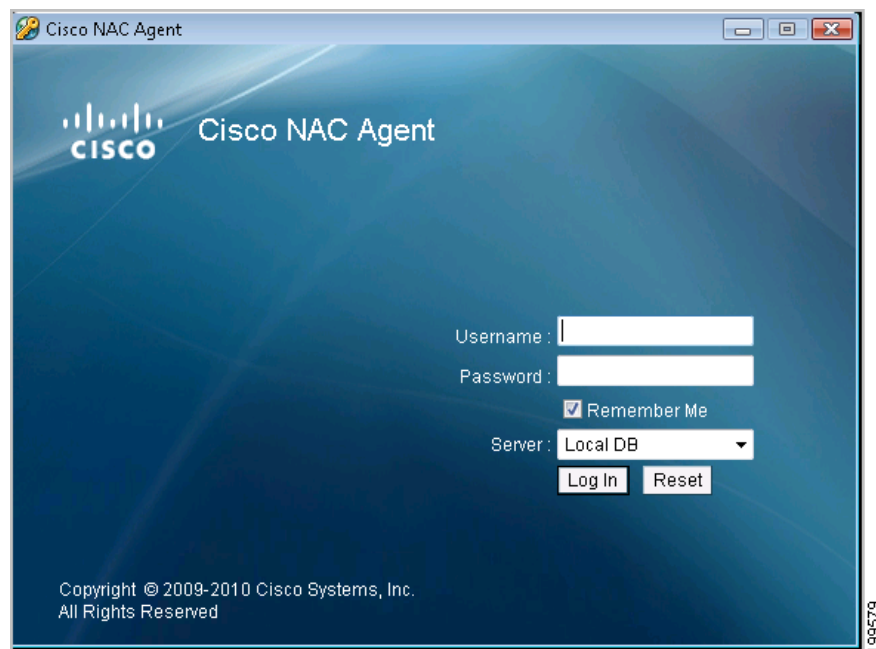 Cisco NAC Agent
CISCO
Cisco NAC Agent
Username :
Password :
Remember Me
Server : Local DB
Log In Reset
Copyright © 2009-2010 Cisco Systems, Inc.
All Rights Reserved
199579